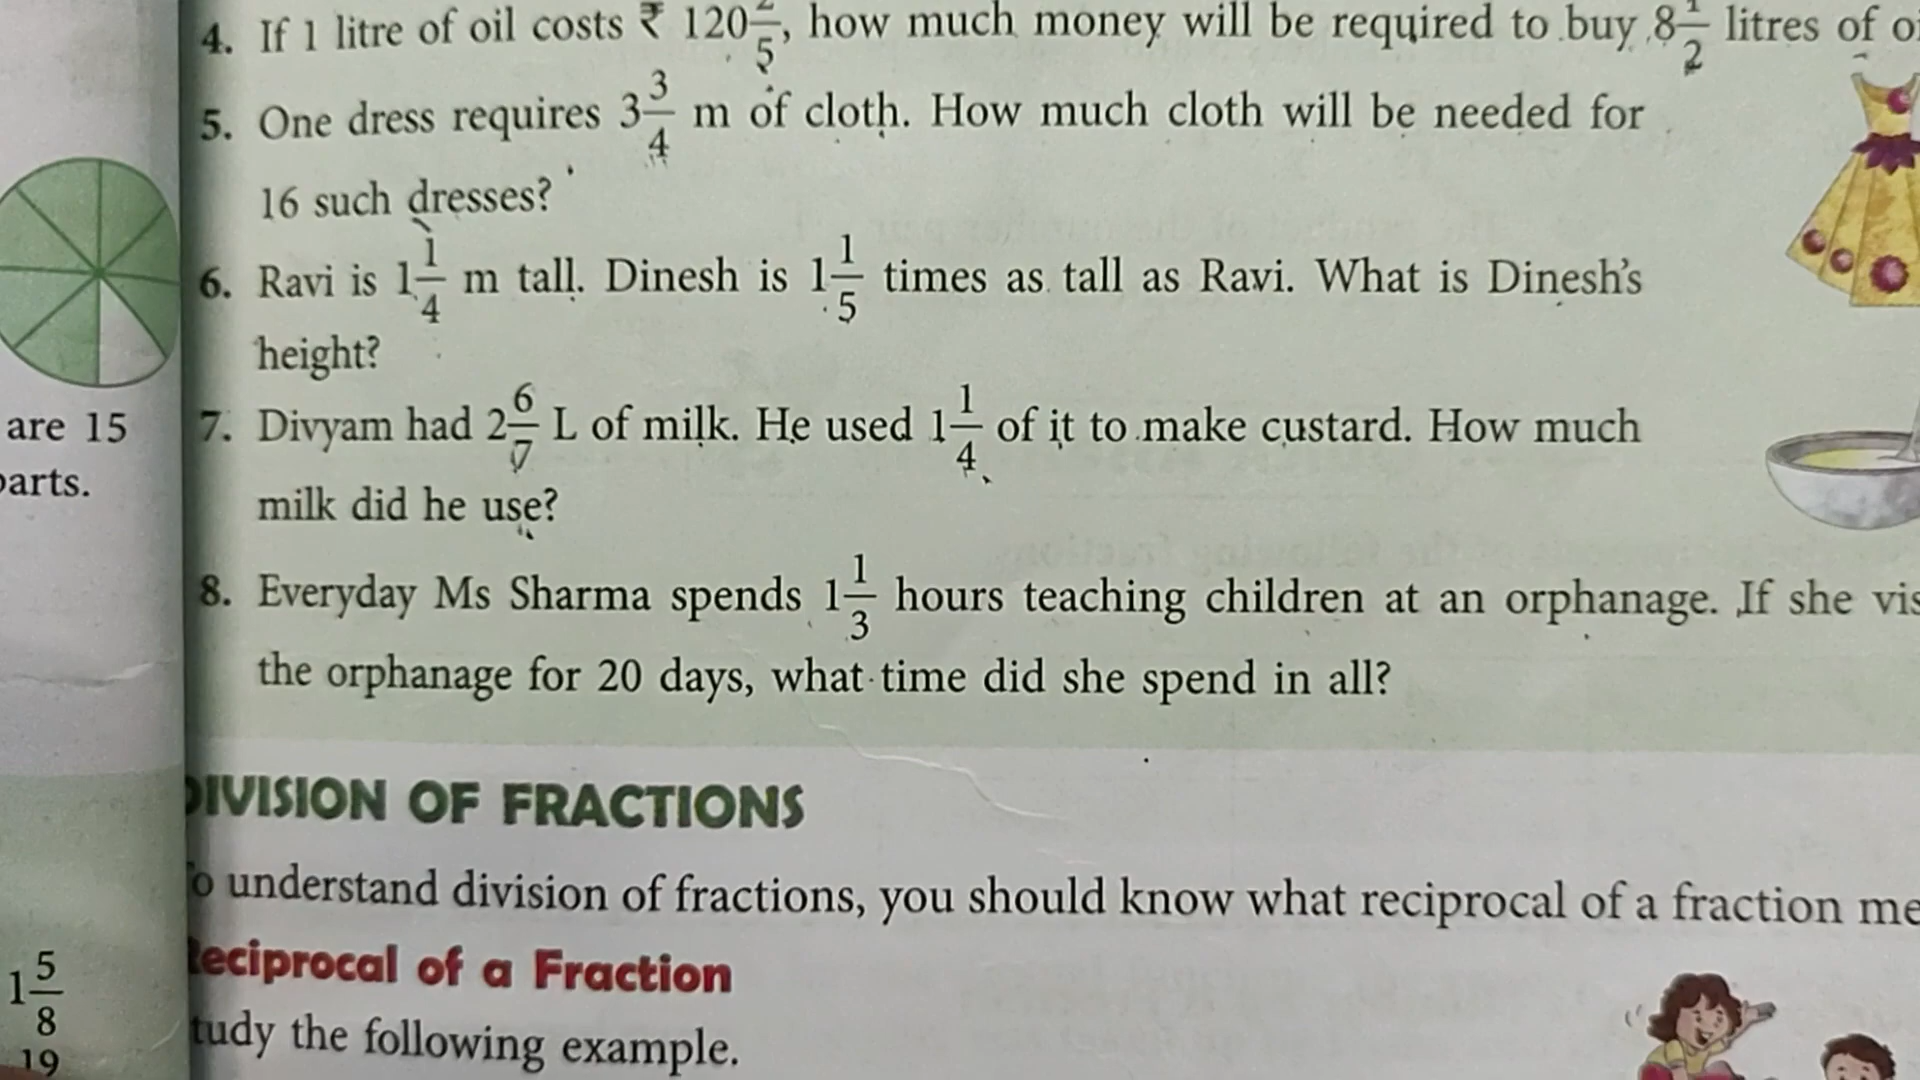 4. If 1 litre of oil costs ₹ 120 2/5, how much money will be required to buy 8 1/2 litres of
5. One dress requires 3 3/4 m of cloth. How much cloth will be needed for
16 such dresses?
6. Ravi is 1 1/4 m tall. Dinesh is 1 1/5 times as tall as Ravi. What is Dinesh's
height?
7. Divyam had 2 6/7 L of milk. He used 1 1/4 of it to make custard. How much
milk did he use?
8. Everyday Ms Sharma spends 1 1/3 hours teaching children at an orphanage. If she
the orphanage for 20 days, what time did she spend in all?
DIVISION OF FRACTIONS
To understand division of fractions, you should know what reciprocal of a fraction
Reciprocal of a Fraction
tudy the following example.
are 15
parts.
1 5/8
19